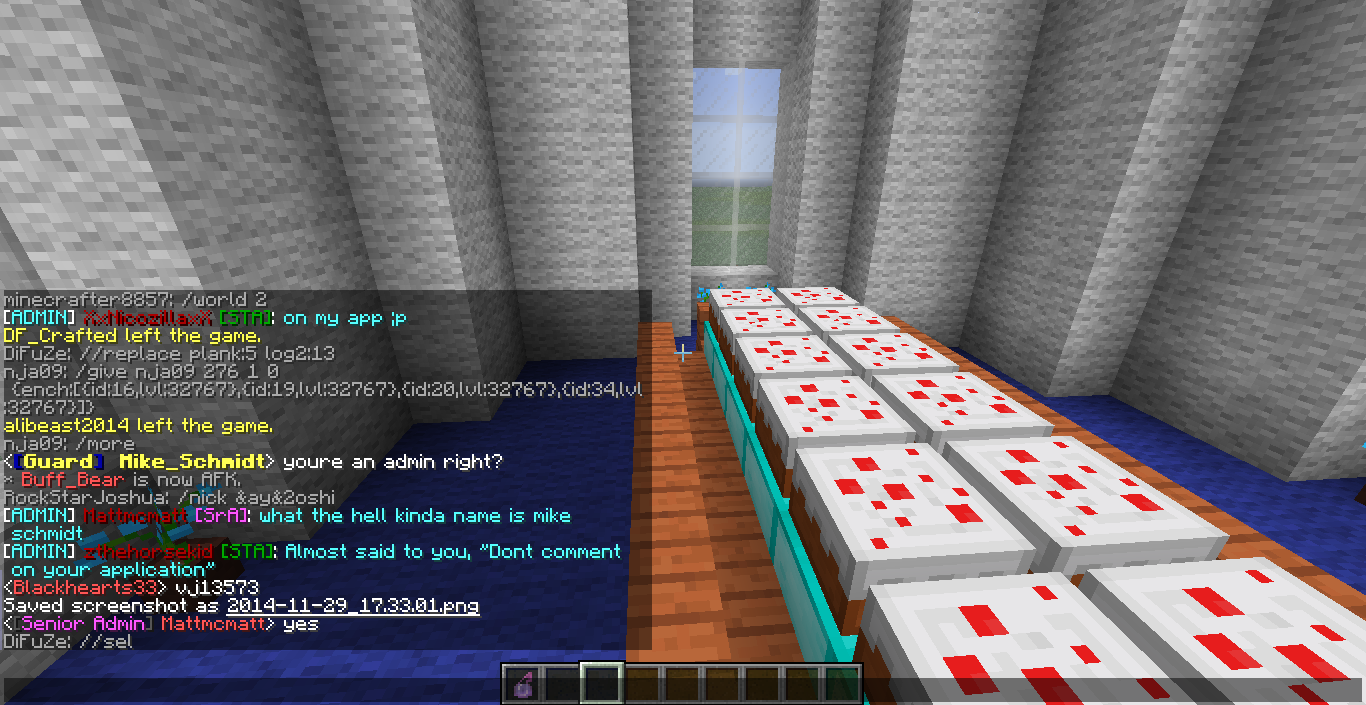 minecrafter8857: /world 2
[ADMIN] XxNicozillaxX [STA]: on my app ;p
DF_Crafted left the game.
DiFuZe: //replace plank:5 log2:13
nja09: /give nja09 276 1 0
{ench:[{id:16,lvl:32767},{id:19,lvl:32767},{id:20,lvl:32767},{id:34,lvl
:32767}]}
alibeast2014 left the game.
nja09: /more
<[Guard] Mike_Schmidt> youre an admin right?
* Buff_Bear is now AFK.
RockStarJoshua: /nick &ay&2oshi
[ADMIN] Mattmcmatt [SrA]: what the hell kinda name is mike
schmidt
[ADMIN] zthehorsekid [STA]: Almost said to you, "Dont comment
on your application"
<Blackhearts33> vj13573
Saved screenshot as 2014-11-29_17.33.01.png
<[Senior Admin] Mattmcmatt> yes
DiFuZe: //sel